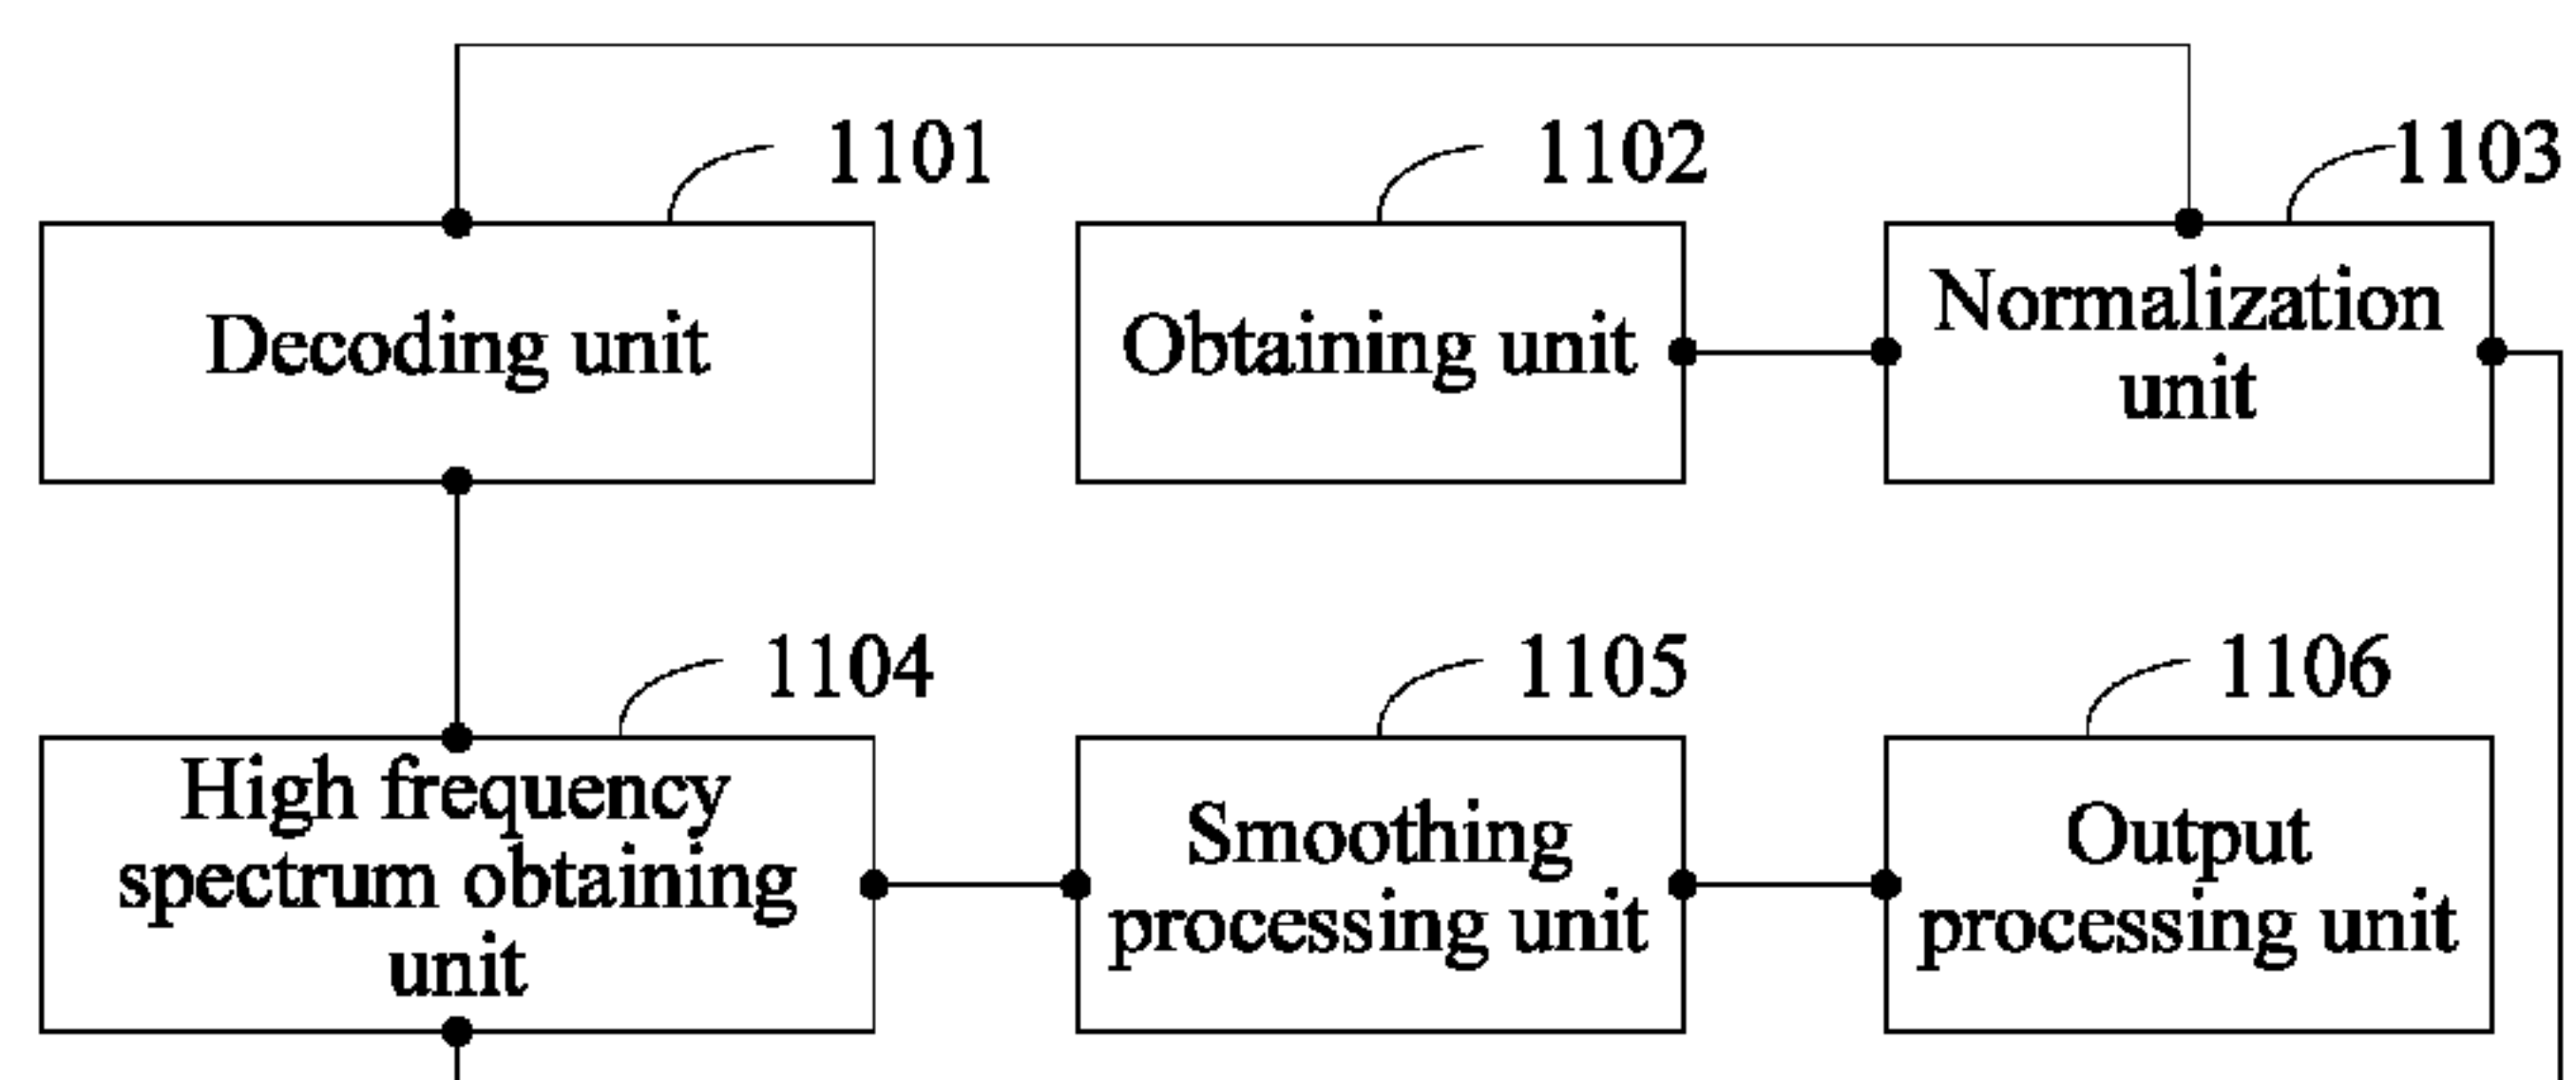 1101
1102
1103
Decoding unit
Obtaining unit
Normalization
unit
1104
1105
1106
High frequency
spectrum obtaining
unit
Smoothing
processing unit
Output
processing unit